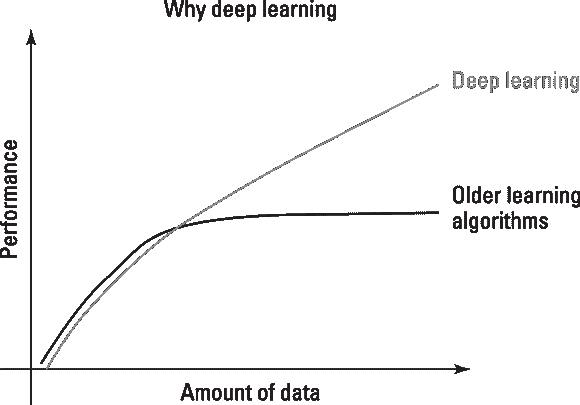 Why deep learning
Deep learning
Older learning
algorithms
Performance
Amount of data